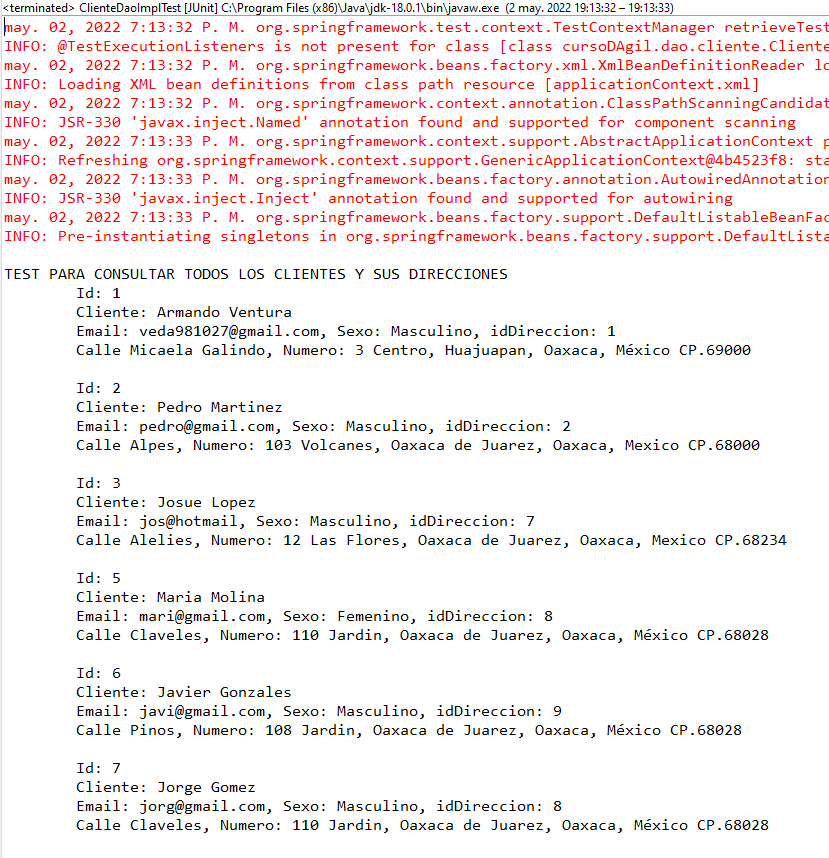 <terminated> ClienteDaoImplTest [JUnit] C:\Program Files (x86)\Java\jdk-18.0.1\bin\javaw.exe (2 may. 2022 19:13:32 – 19:13:33)
may. 02, 2022 7:13:32 P. M. org.springframework.test.context.TestContextManager retrieveTest
INFO: @TestExecutionListeners is not present for class [class cursoDAgil.dao.cliente.Cliente
may. 02, 2022 7:13:32 P. M. org.springframework.beans.factory.xml.XmlBeanDefinitionReader lo
INFO: Loading XML bean definitions from class path resource [applicationContext.xml]
may. 02, 2022 7:13:32 P. M. org.springframework.context.annotation.ClassPathScanningCandidat
INFO: JSR-330 'javax.inject.Named' annotation found and supported for component scanning
may. 02, 2022 7:13:33 P. M. org.springframework.context.support.AbstractApplicationContext p
INFO: Refreshing org.springframework.context.support.GenericApplicationContext@4b4523f8: sta
may. 02, 2022 7:13:33 P. M. org.springframework.beans.factory.annotation.AutowiredAnnotation
INFO: JSR-330 'javax.inject.Inject' annotation found and supported for autowiring
may. 02, 2022 7:13:33 P. M. org.springframework.beans.factory.support.DefaultListableBeanFac
INFO: Pre-instantiating singletons in org.springframework.beans.factory.support.DefaultLista
TEST PARA CONSULTAR TODOS LOS CLIENTES Y SUS DIRECCIONES
Id: 1
Cliente: Armando Ventura
Email: veda981027@gmail.com, Sexo: Masculino, idDireccion: 1
Calle Micaela Galindo, Numero: 3 Centro, Huajuapan, Oaxaca, México CP.69000
Id: 2
Cliente: Pedro Martinez
Email: pedro@gmail.com, Sexo: Masculino, idDireccion: 2
Calle Alpes, Numero: 103 Volcanes, Oaxaca de Juarez, Oaxaca, Mexico CP.68000
Id: 3
Cliente: Josue Lopez
Email: jos@hotmail, Sexo: Masculino, idDireccion: 7
Calle Alelies, Numero: 12 Las Flores, Oaxaca de Juarez, Oaxaca, Mexico CP.68234
Id: 5
Cliente: Maria Molina
Email: mari@gmail.com, Sexo: Femenino, idDireccion: 8
Calle Claveles, Numero: 110 Jardin, Oaxaca de Juarez, Oaxaca, México CP.68028
Id: 6
Cliente: Javier Gonzales
Email: javi@gmail.com, Sexo: Masculino, idDireccion: 9
Calle Pinos, Numero: 108 Jardin, Oaxaca de Juarez, Oaxaca, México CP.68028
Id: 7
Cliente: Jorge Gomez
Email: jorg@gmail.com, Sexo: Masculino, idDireccion: 8
Calle Claveles, Numero: 110 Jardin, Oaxaca de Juarez, Oaxaca, México CP.68028